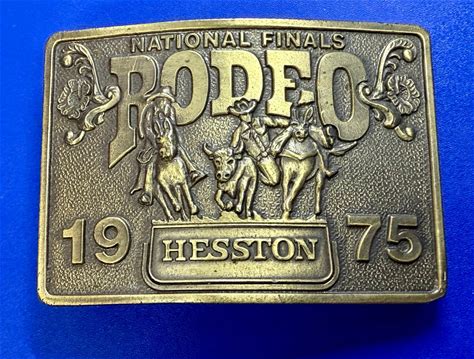 NATIONAL FINALS
RODEO
19 75
HESSTON